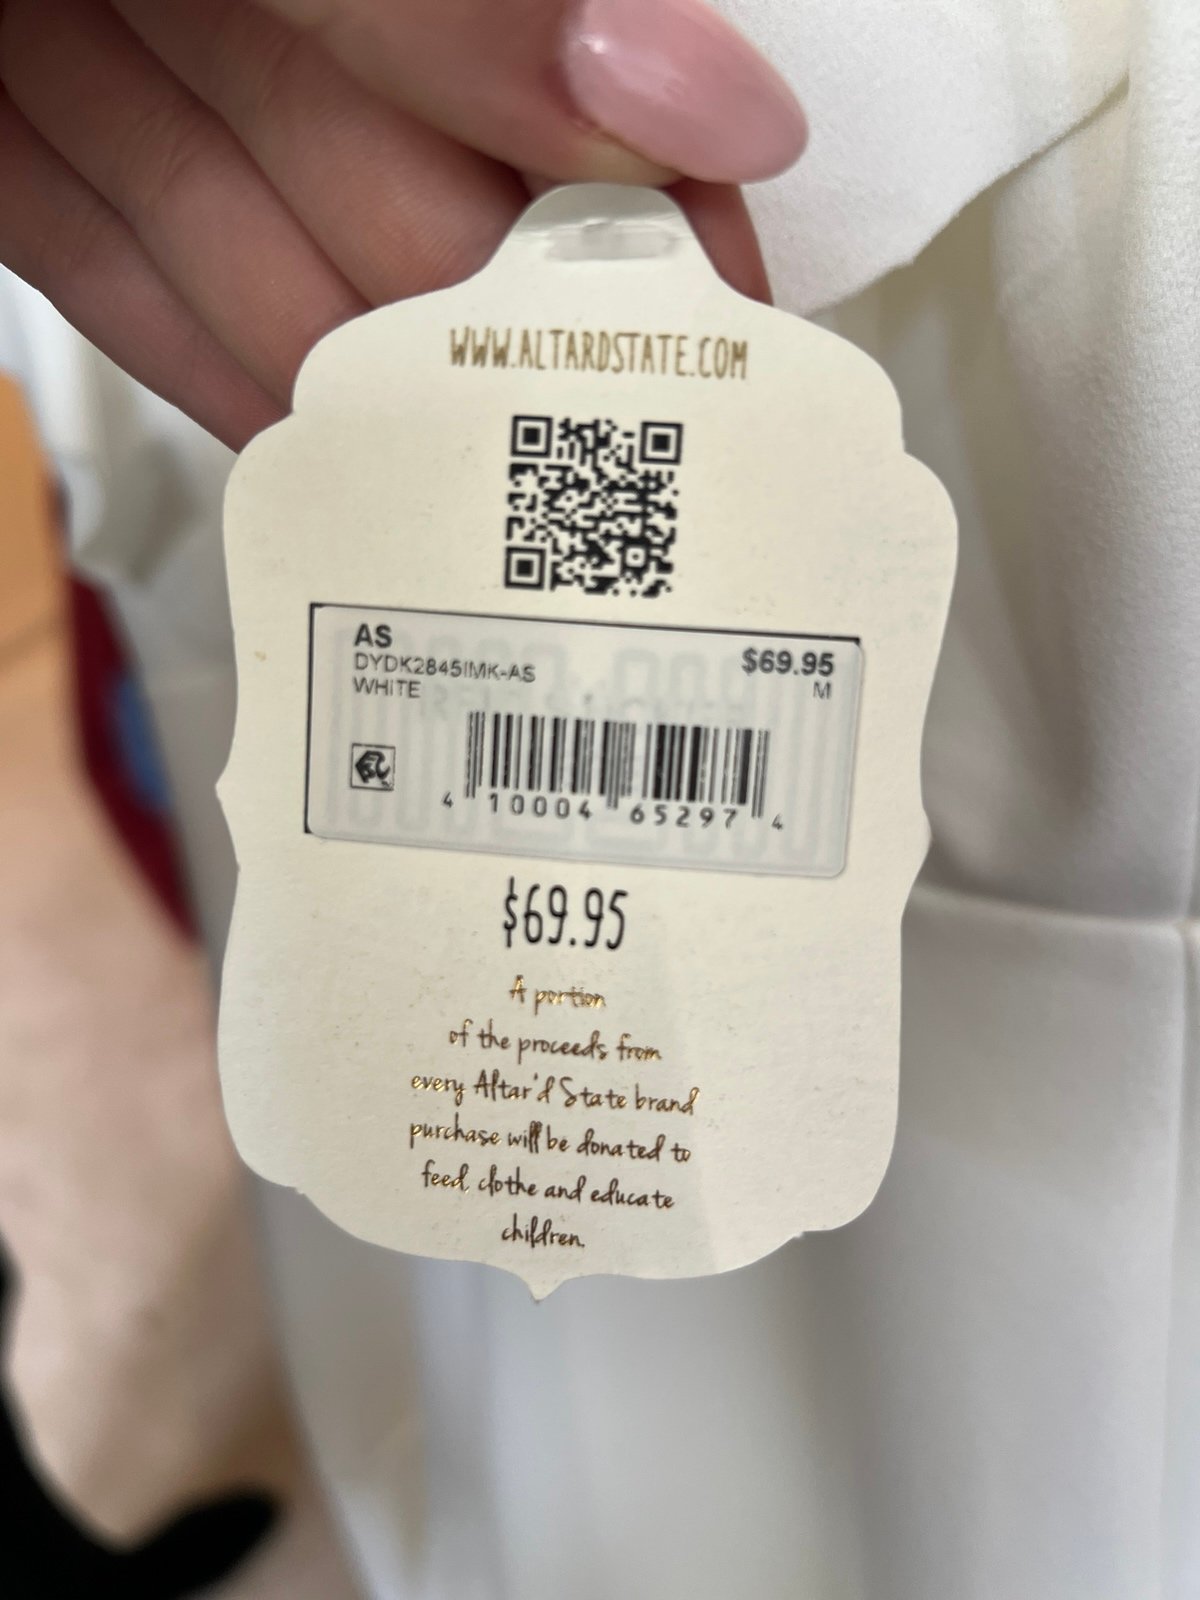 WWW.ALTARDSTATE.COM
AS
$69.95
DYDK2845IMK-AS
M
WHITE
4 10004 65297 4
$69.95
A portion
of the proceeds from
every Altar'd State brand
purchase will be donated to
feed, clothe and educate
children.